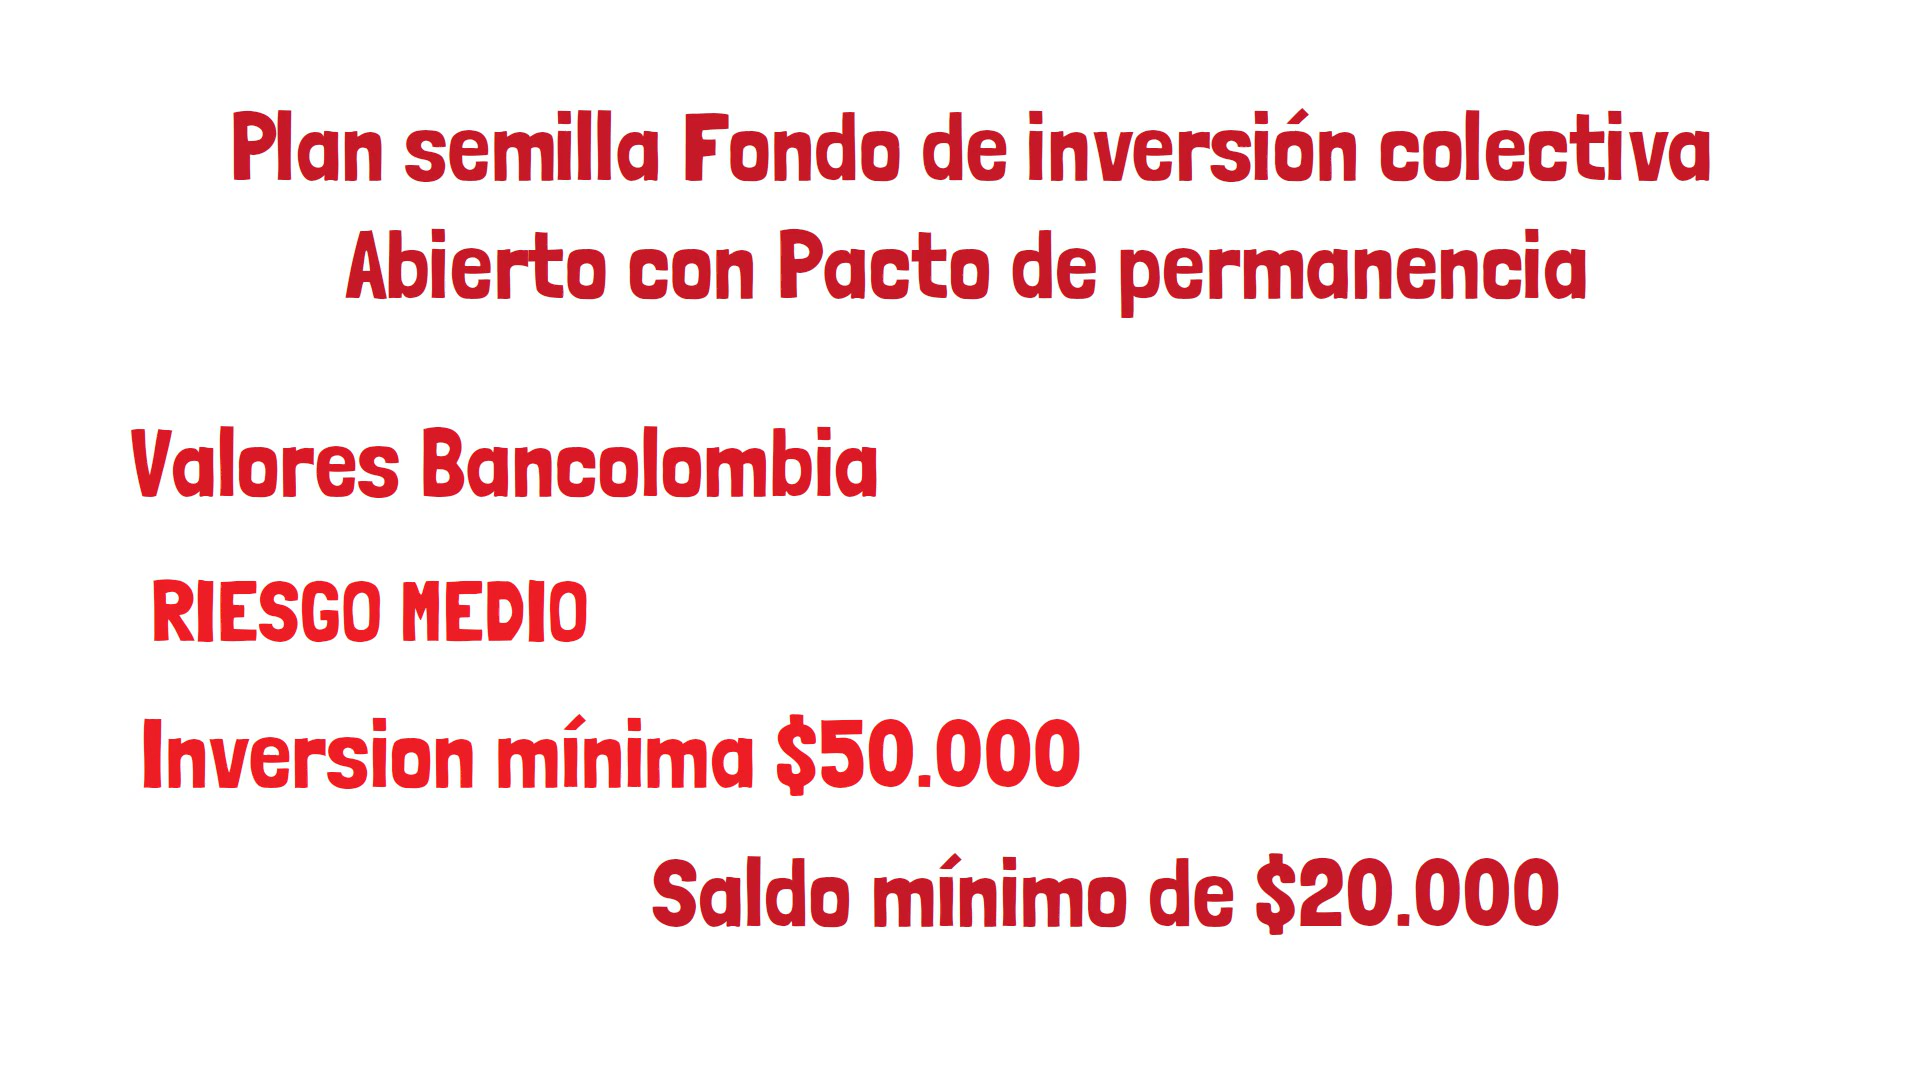 Plan semilla Fondo de inversión colectiva
Abierto con Pacto de permanencia
Valores Bancolombia
RIESGO MEDIO
Inversion mínima $50.000
Saldo mínimo de $20.000